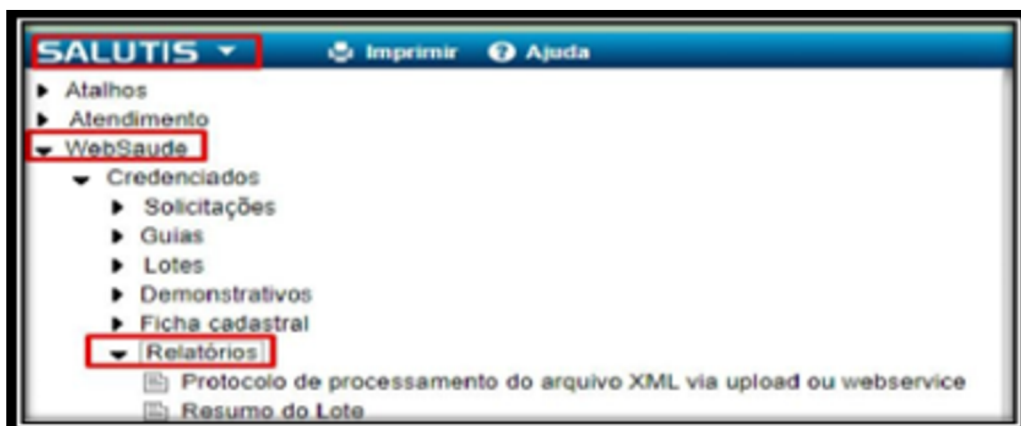 SALUTIS Imprimir Ajuda
Atalhos
Atendimento
WebSaude
Credenciados
Solicitações
Guias
Lotes
Demonstrativos
Ficha cadastral
Relatórios
Protocolo de processamento do arquivo XML via upload ou webservice
Resumo do Lote